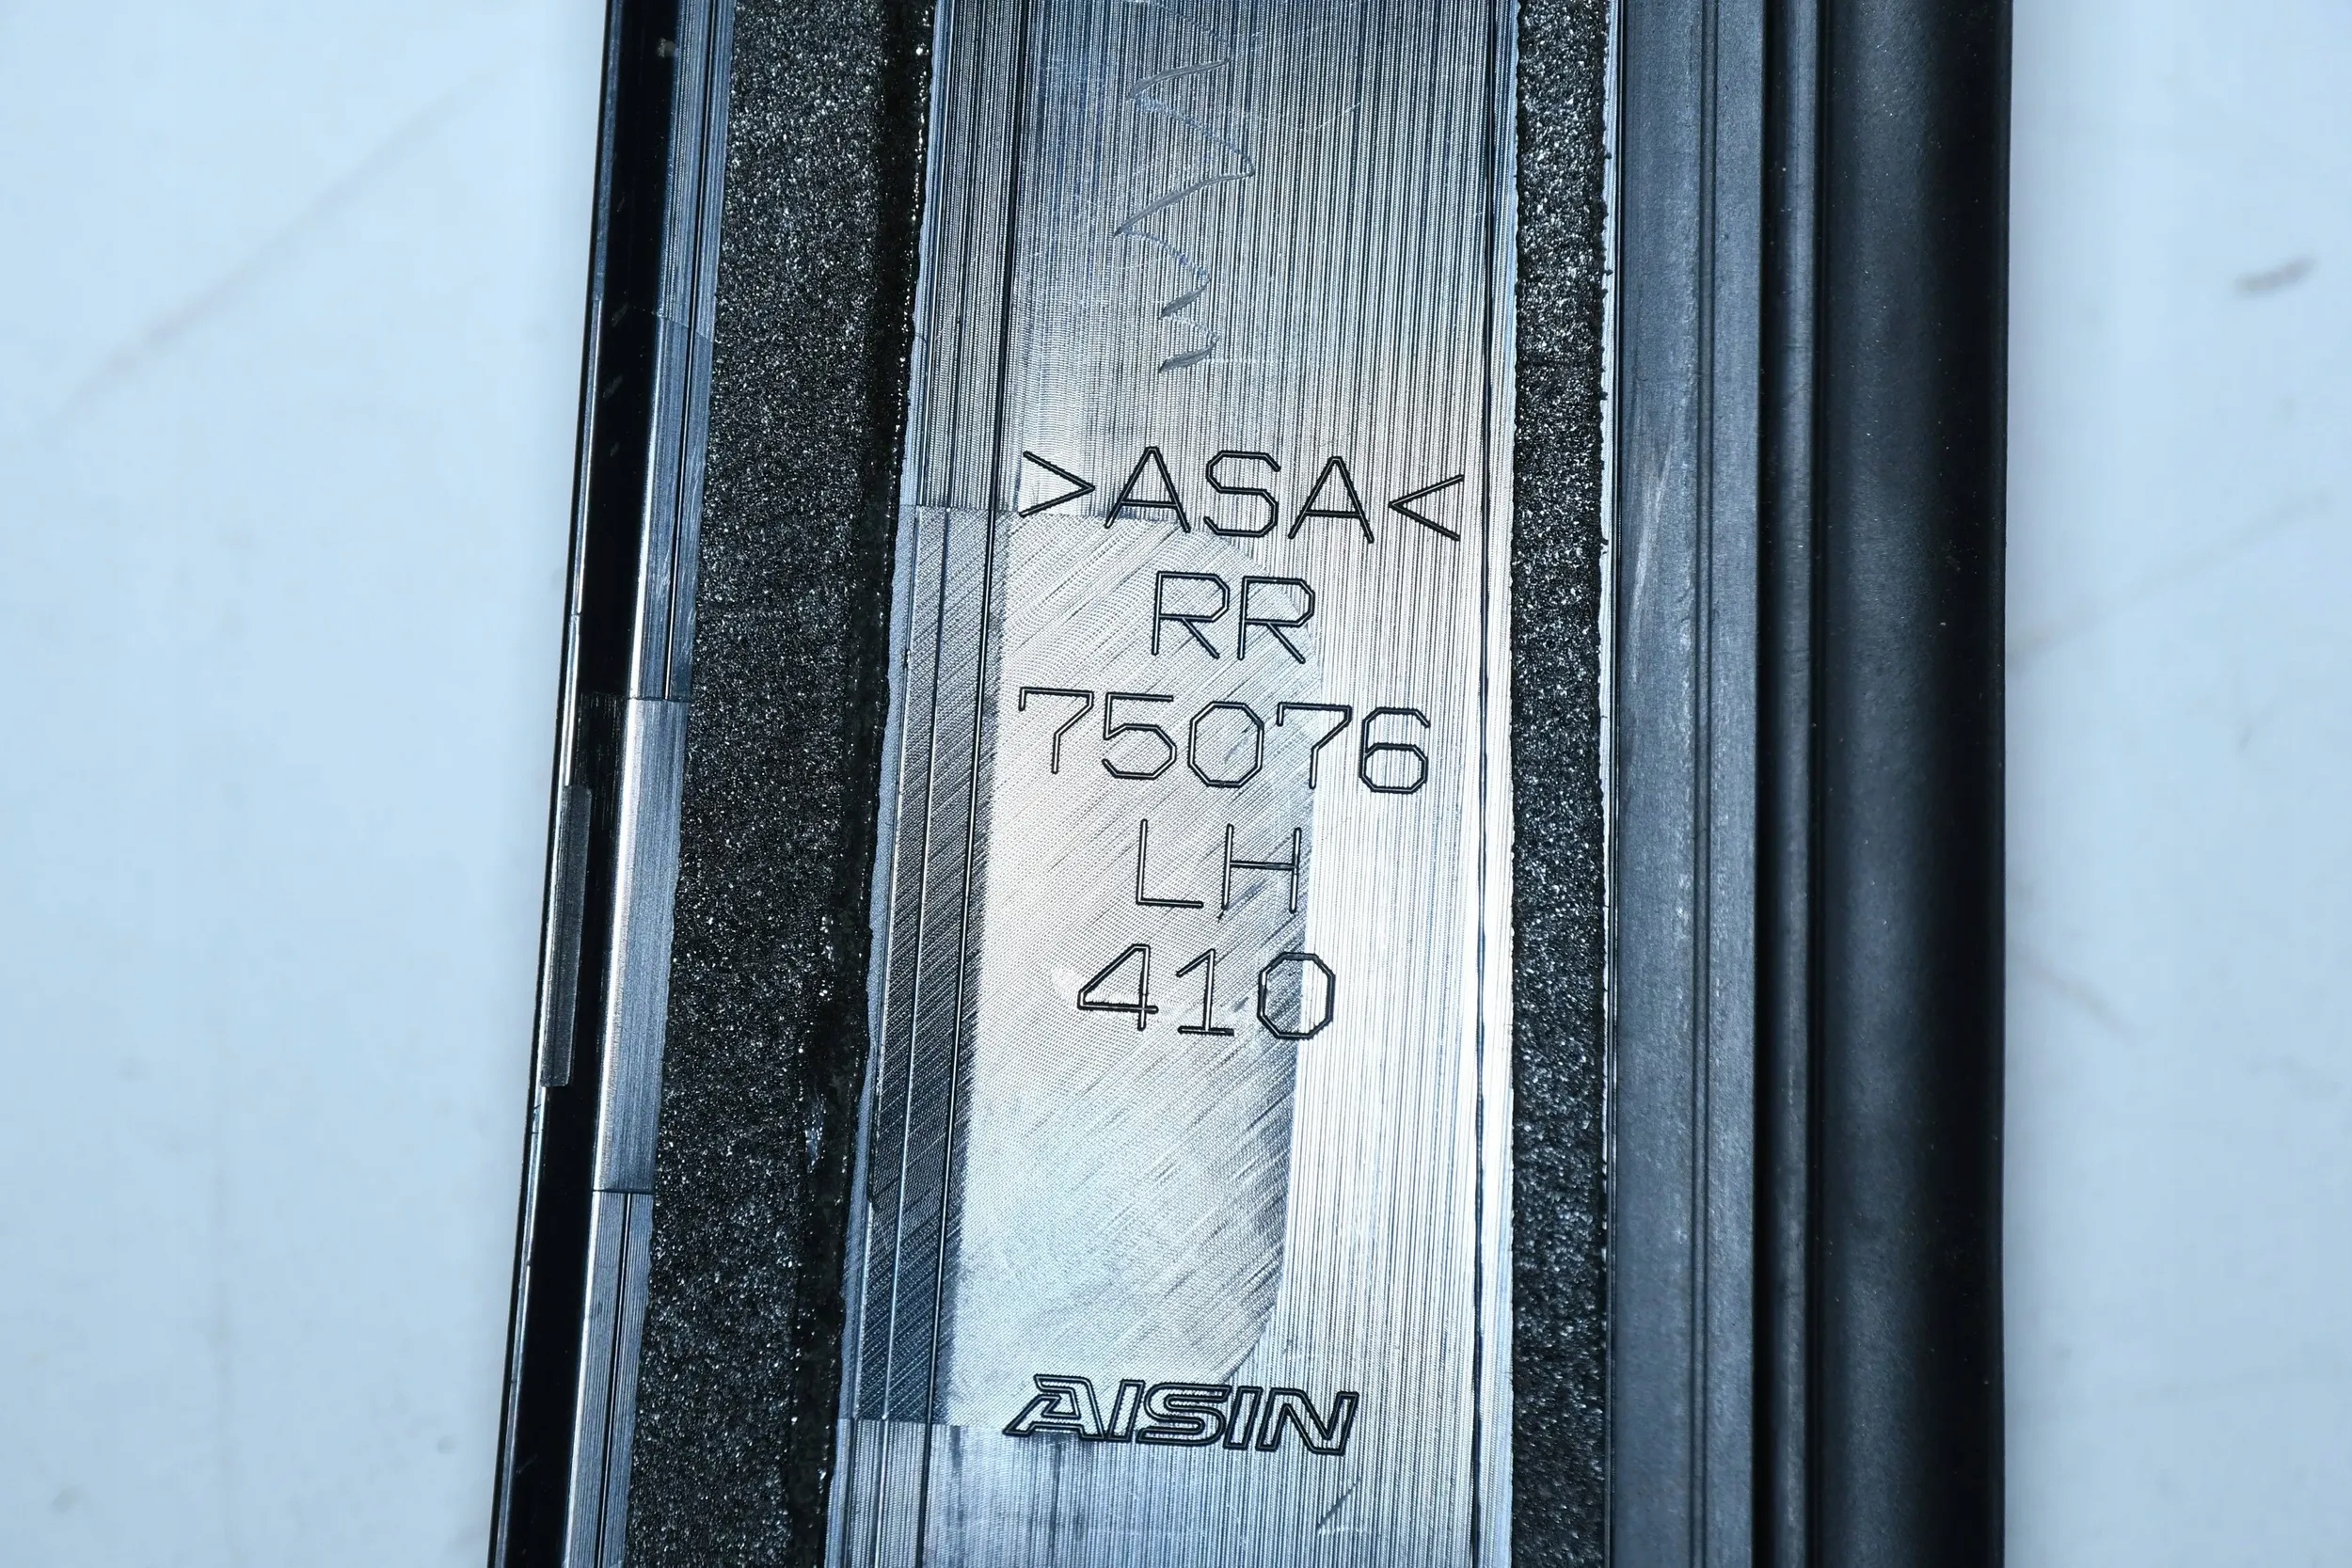 >ASA<
RR
75076
LH
410
AISIN